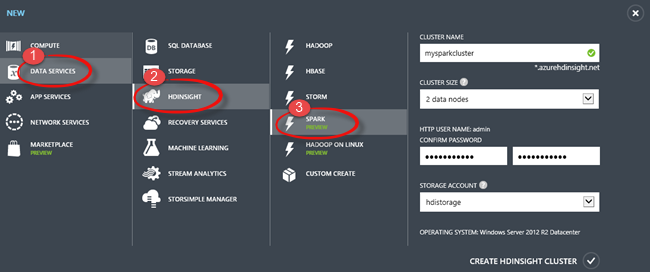 NEW
1
COMPUTE
DATA SERVICES
APP SERVICES
NETWORK SERVICES
MARKETPLACE
PREVIEW
SQL DATABASE
STORAGE
2
HDINSIGHT
RECOVERY SERVICES
MACHINE LEARNING
STREAM ANALYTICS
STORSIMPLE MANAGER
HADOOP
HBASE
STORM
3
SPARK
PREVIEW
HADOOP ON LINUX
PREVIEW
CUSTOM CREATE
CLUSTER NAME
mysparkcluster
*.azurehdinsight.net
CLUSTER SIZE ?
2 data nodes
HTTP USER NAME: admin
CONFIRM PASSWORD
STORAGE ACCOUNT ?
hdistorage
OPERATING SYSTEM: Windows Server 2012 R2 Datacenter
CREATE HDINSIGHT CLUSTER